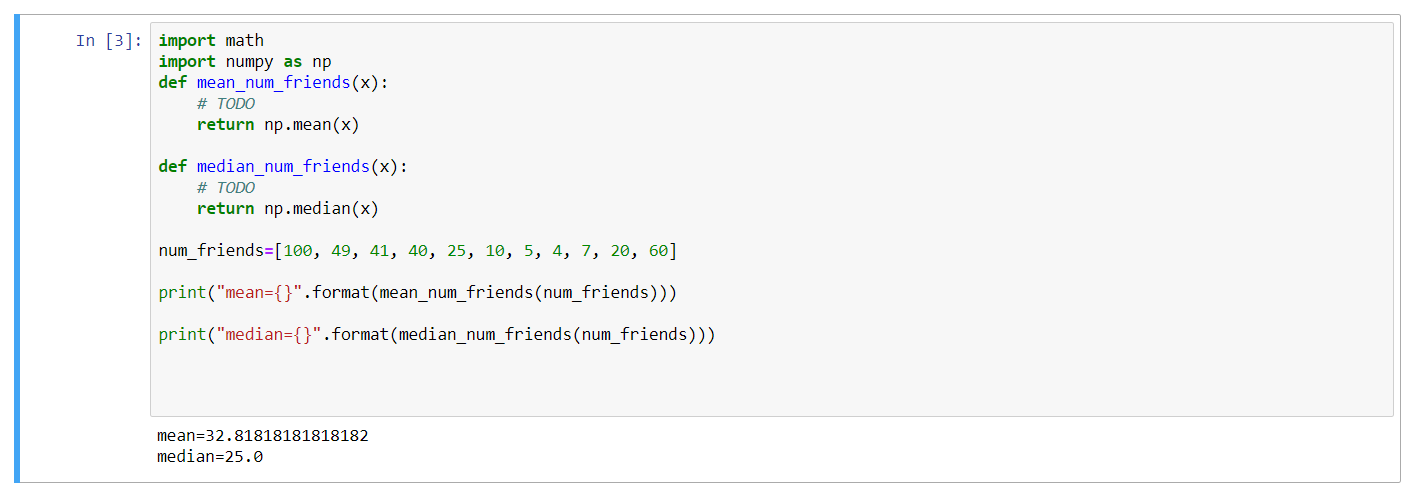 In [3]:
import math
import numpy as np
def mean_num_friends(x):
    # TODO
    return np.mean(x)
def median_num_friends(x):
    # TODO
    return np.median(x)
num_friends=[100, 49, 41, 40, 25, 10, 5, 4, 7, 20, 60]
print("mean={}".format(mean_num_friends(num_friends)))
print("median={}".format(median_num_friends(num_friends)))
mean=32.81818181818182
median=25.0